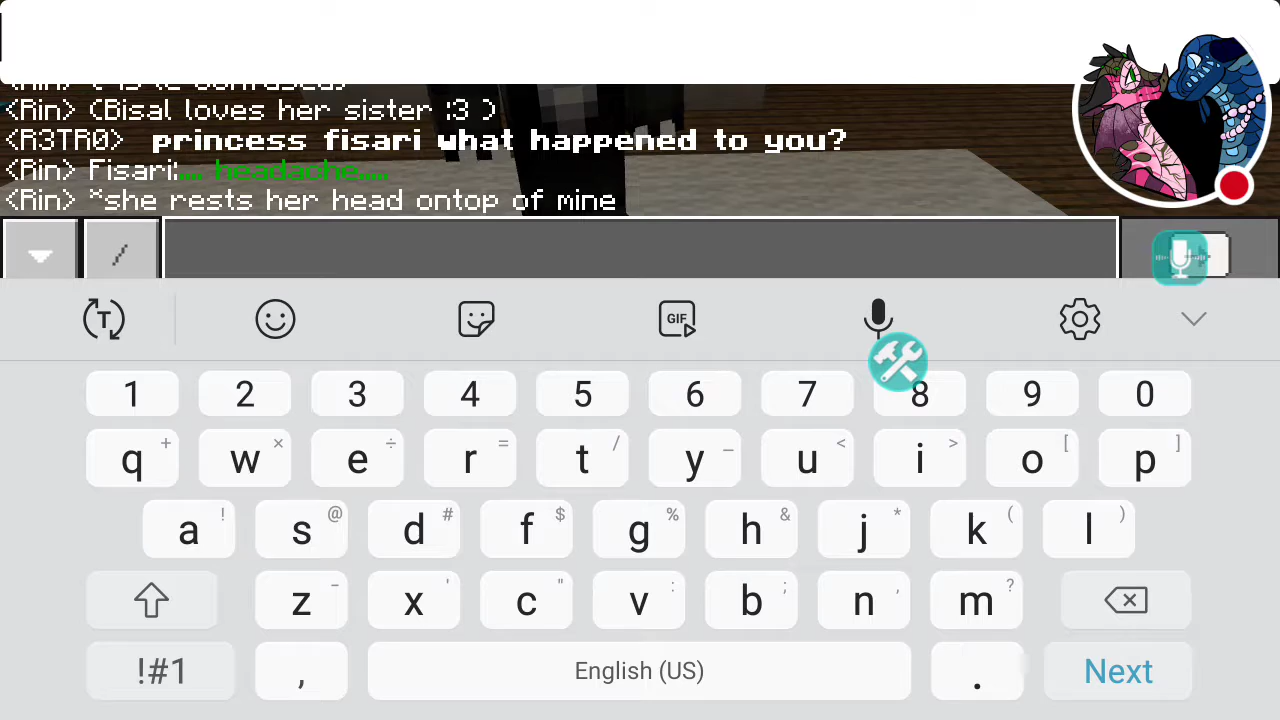 <Rin> (Bisal loves her sister :3 )
<R3TR0> princess fisari what happened to you?
<Rin> Fisari:.... headache....
<Rin> *she rests her head ontop of mine
/
T
GIF
1 2 3 4 5 6 7 8 9 0
q + w × e ÷ r = t / y _ u < i > o [ p ]
a ! s @ d # f $ g % h & j * k ( l )
z - x ' c " v : b ; n , m ?
!#1 , English (US) . Next